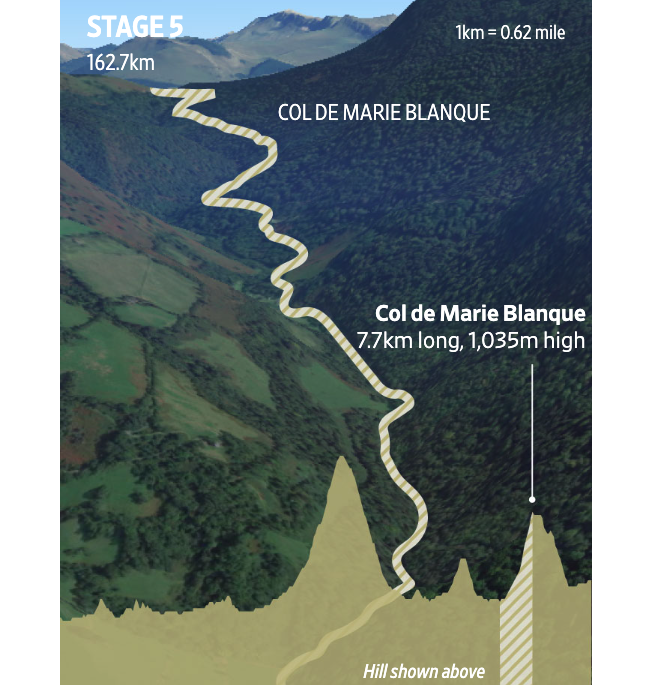 STAGE 5
162.7km
1km = 0.62 mile
COL DE MARIE BLANQUE
Col de Marie Blanque
7.7km long, 1,035m high
Hill shown above